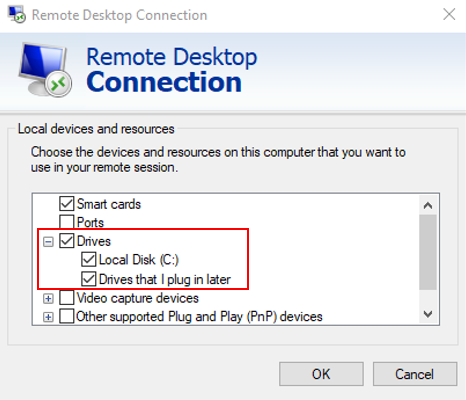 Remote Desktop Connection
Remote Desktop
Connection
Local devices and resources
Choose the devices and resources on this computer that you want to
use in your remote session.
Smart cards
Ports
Drives
Local Disk (C:)
Drives that I plug in later
Video capture devices
Other supported Plug and Play (PnP) devices
OK
Cancel